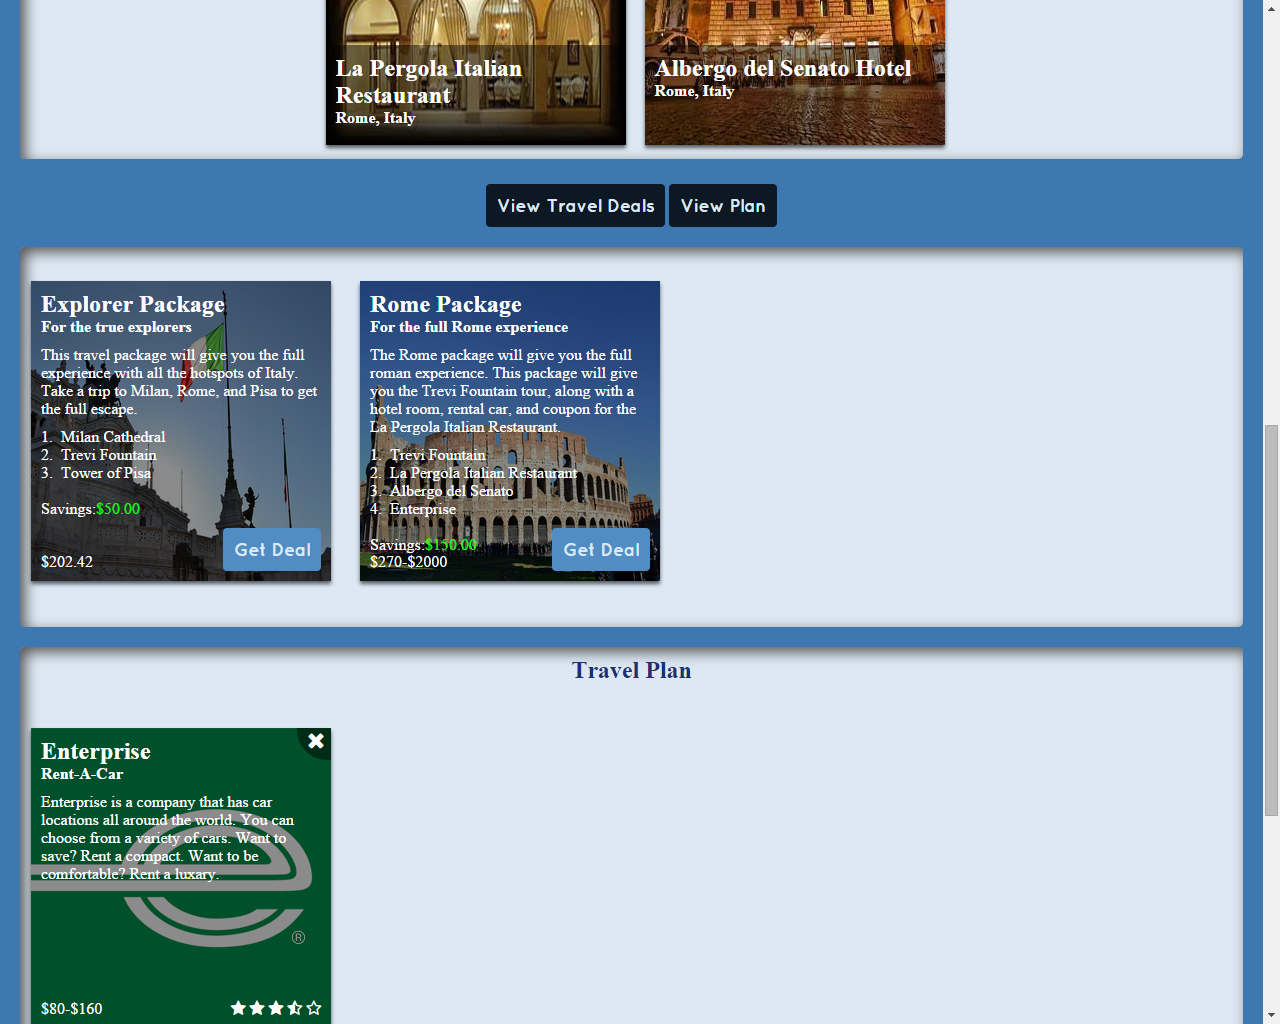 La Pergola Italian
Restaurant
Rome, Italy
Albergo del Senato Hotel
Rome, Italy
View Travel Deals
View Plan
Explorer Package
For the true explorers
This travel package will give you the full
experience with all the hotspots of Italy.
Take a trip to Milan, Rome, and Pisa to get
the full escape.
1. Milan Cathedral
2. Trevi Fountain
3. Tower of Pisa
Savings:$50.00
$202.42
Get Deal
Rome Package
For the full Rome experience
The Rome package will give you the full
roman experience. This package will give
you the Trevi Fountain tour, along with a
hotel room, rental car, and coupon for the
La Pergola Italian Restaurant.
1. Trevi Fountain
2. La Pergola Italian Restaurant
3. Albergo del Senato
4. Enterprise
Savings:$150.00
$270-$2000
Get Deal
Travel Plan
Enterprise
Rent-A-Car
Enterprise is a company that has car
locations all around the world. You can
choose from a variety of cars. Want to
save? Rent a compact. Want to be
comfortable? Rent a luxary.
®
$80-$160